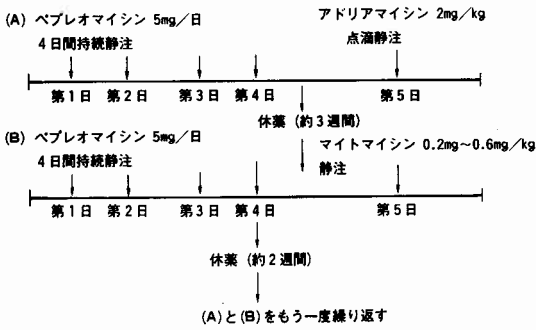 (A) ペプレオマイシン 5mg/日 アドリアマイシン 2mg/kg
4日間持続静注 点滴静注
第1日 第2日 第3日 第4日 第5日
休薬 (約3週間)
(B) ペプレオマイシン 5mg/日 マイトマイシン 0.2mg~0.6mg/kg
4日間持続静注 静注
第1日 第2日 第3日 第4日 第5日
休薬 (約2週間)
(A)と(B)をもう一度繰り返す